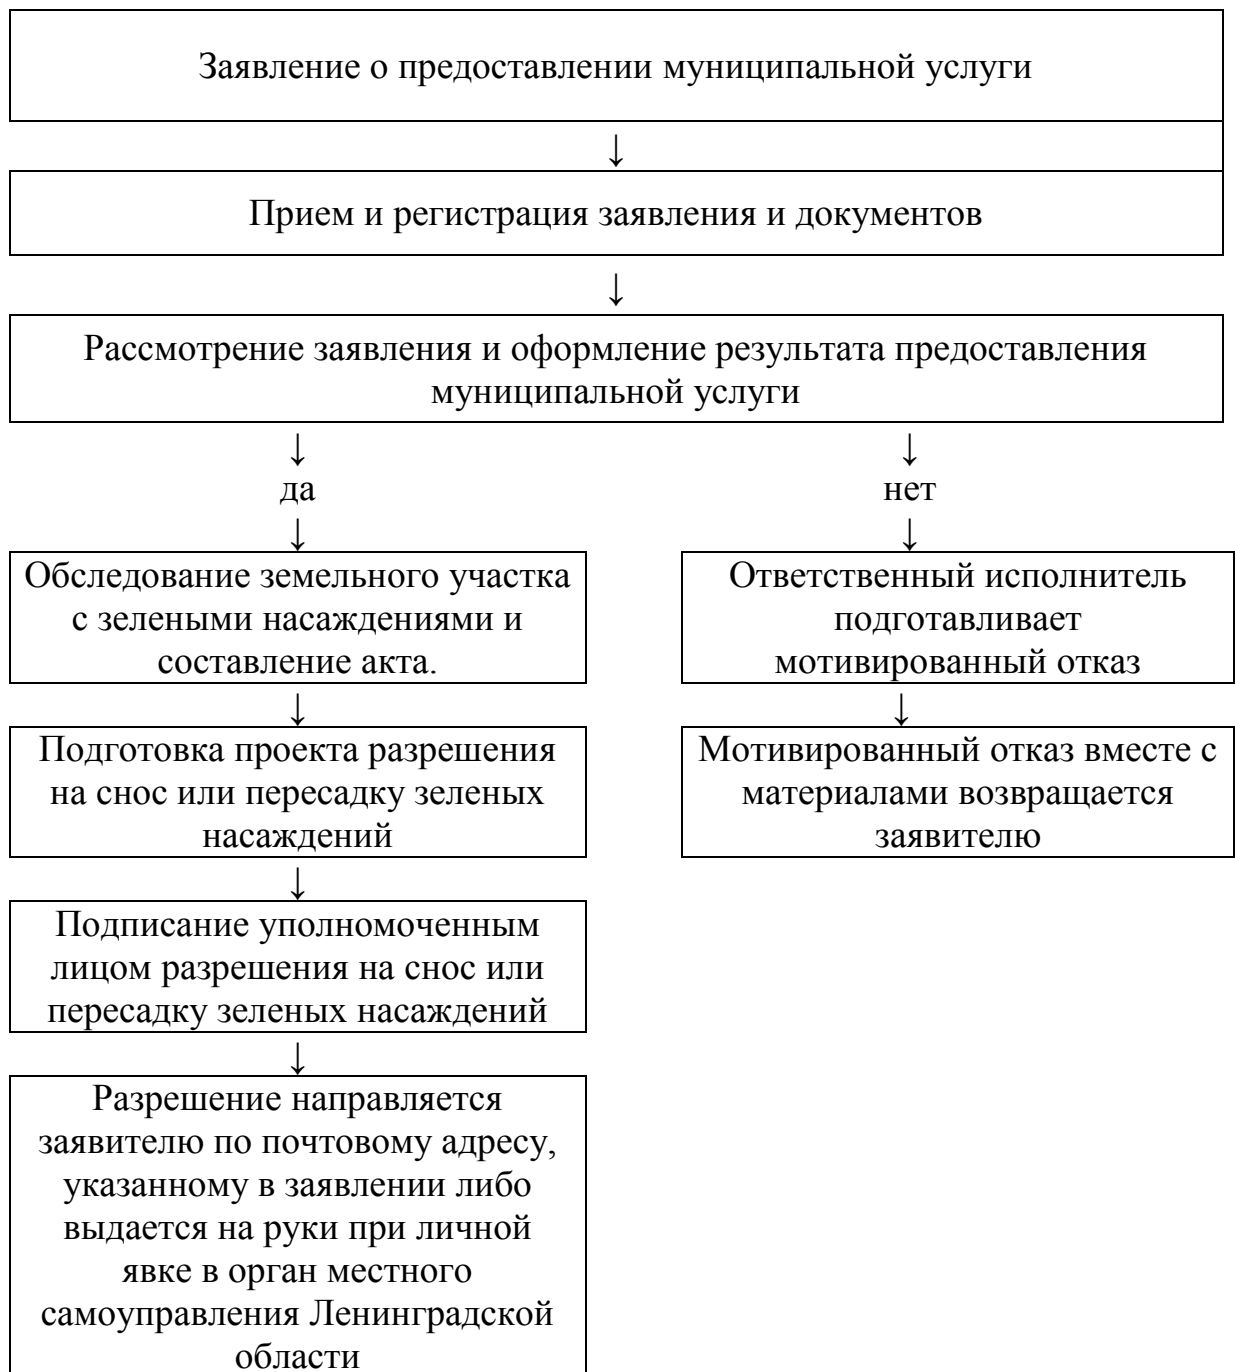 Заявление о предоставлении муниципальной услуги
↓
Прием и регистрация заявления и документов
↓
Рассмотрение заявления и оформление результата предоставления
муниципальной услуги
↓
да
↓
Обследование земельного участка
с зелеными насаждениями и
составление акта.
↓
Подготовка проекта разрешения
на снос или пересадку зеленых
насаждений
↓
Подписание уполномоченным
лицом разрешения на снос или
пересадку зеленых насаждений
↓
Разрешение направляется
заявителю по почтовому адресу,
указанному в заявлении либо
выдается на руки при личной
явке в орган местного
самоуправления Ленинградской
области
↓
нет
↓
Ответственный исполнитель
подготавливает
мотивированный отказ
↓
Мотивированный отказ вместе с
материалами возвращается
заявителю